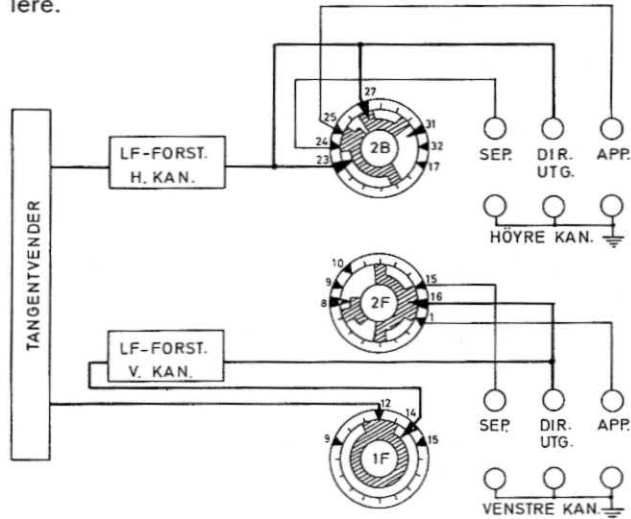 lere.
27
25
31
24
2B
32
23
17
LF-FORST.
H. KAN.
SEP.
DIR.
UTG.
APP.
HÖYRE KAN.
TANGENTVENDER
10
15
9
16
8
2F
1
LF-FORST.
V. KAN.
12
14
9
15
1F
SEP.
DIR.
UTG.
APP.
VENSTRE KAN.